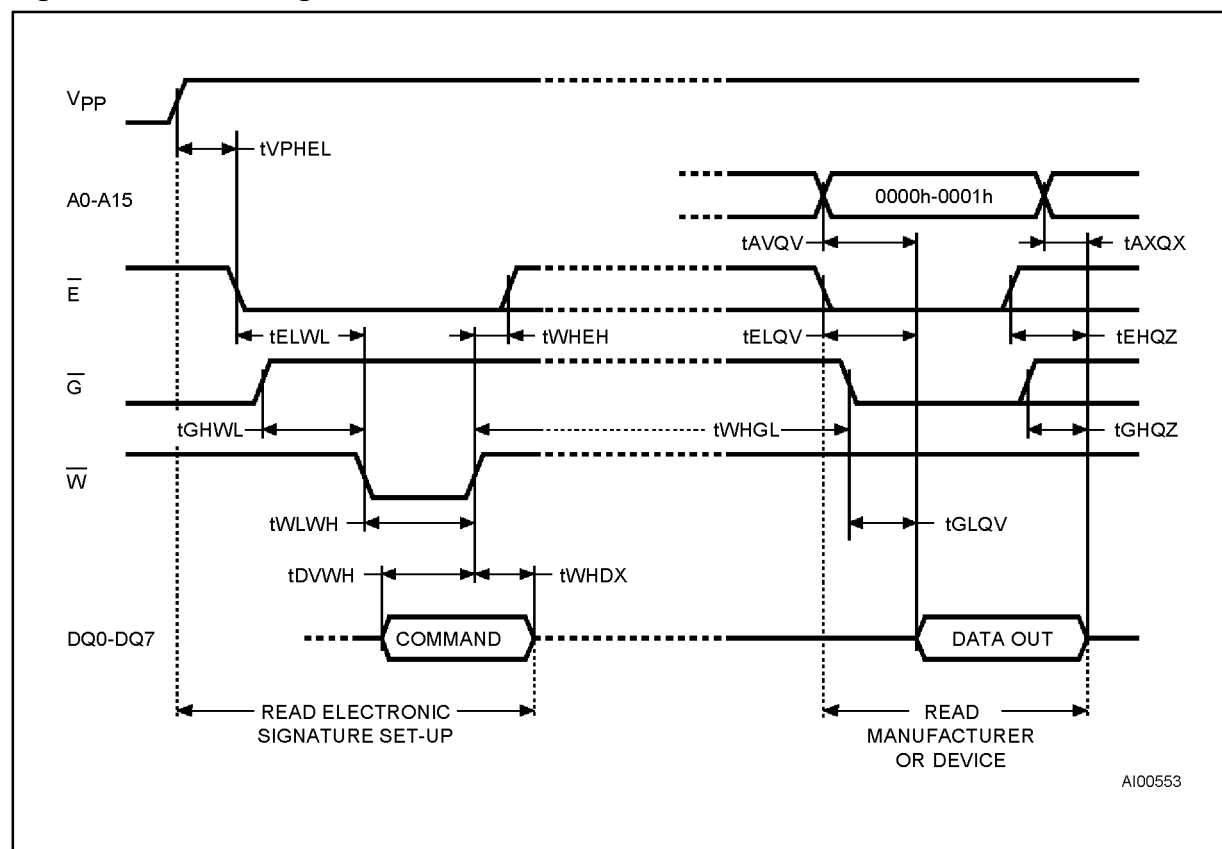 VPP
tVPHEL
A0-A15
0000h-0001h
tAVQV
tAXQX
E
tELWL
tWHEH
tELQV
tEHQZ
G
tGHWL
tWHGL
tGHQZ
W
tWLWH
tGLQV
tDVWH
tWHDX
DQ0-DQ7
COMMAND
DATA OUT
READ ELECTRONIC
SIGNATURE SET-UP
READ
MANUFACTURER
OR DEVICE
AI00553